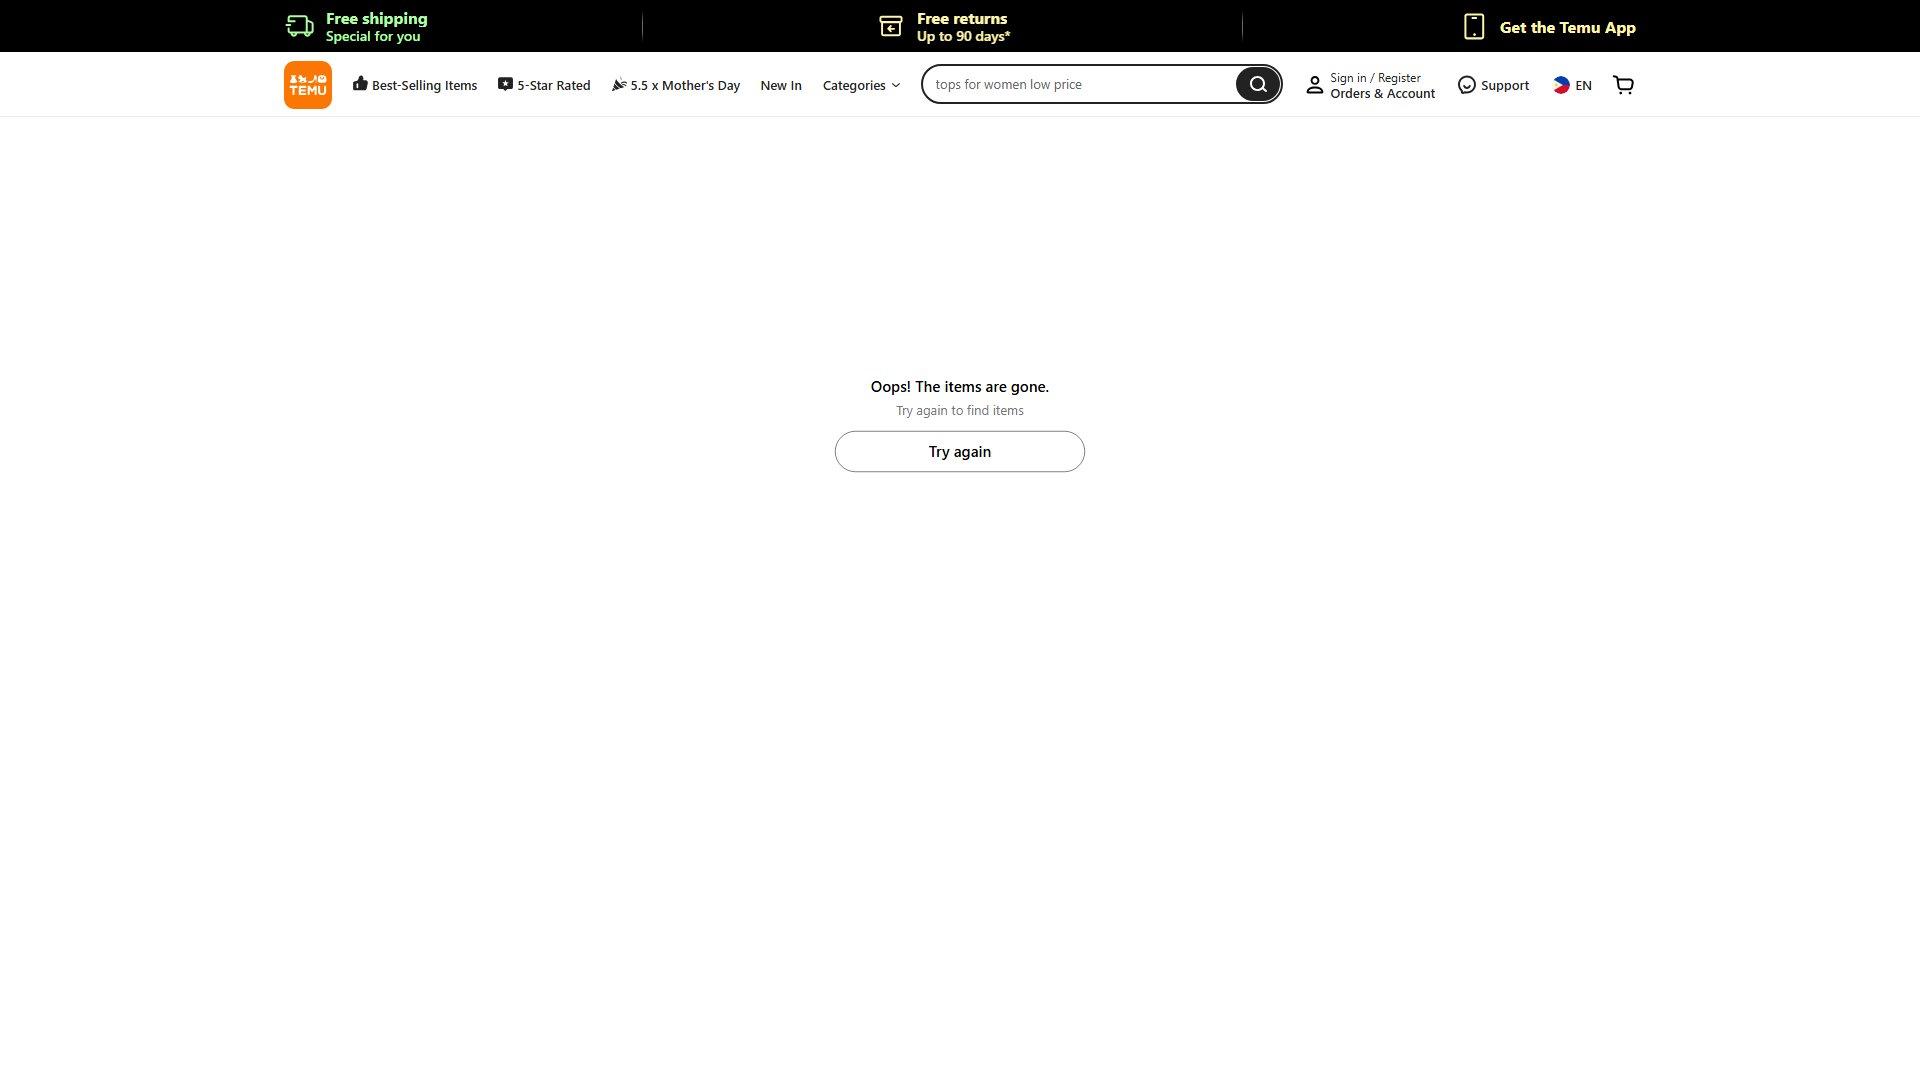 Free shipping
Special for you
Free returns
Up to 90 days*
Get the Temu App
TEMU
Best-Selling Items
5-Star Rated
5.5 x Mother's Day
New In
Categories
tops for women low price
Sign in / Register
Orders & Account
Support
EN
Oops! The items are gone.
Try again to find items
Try again